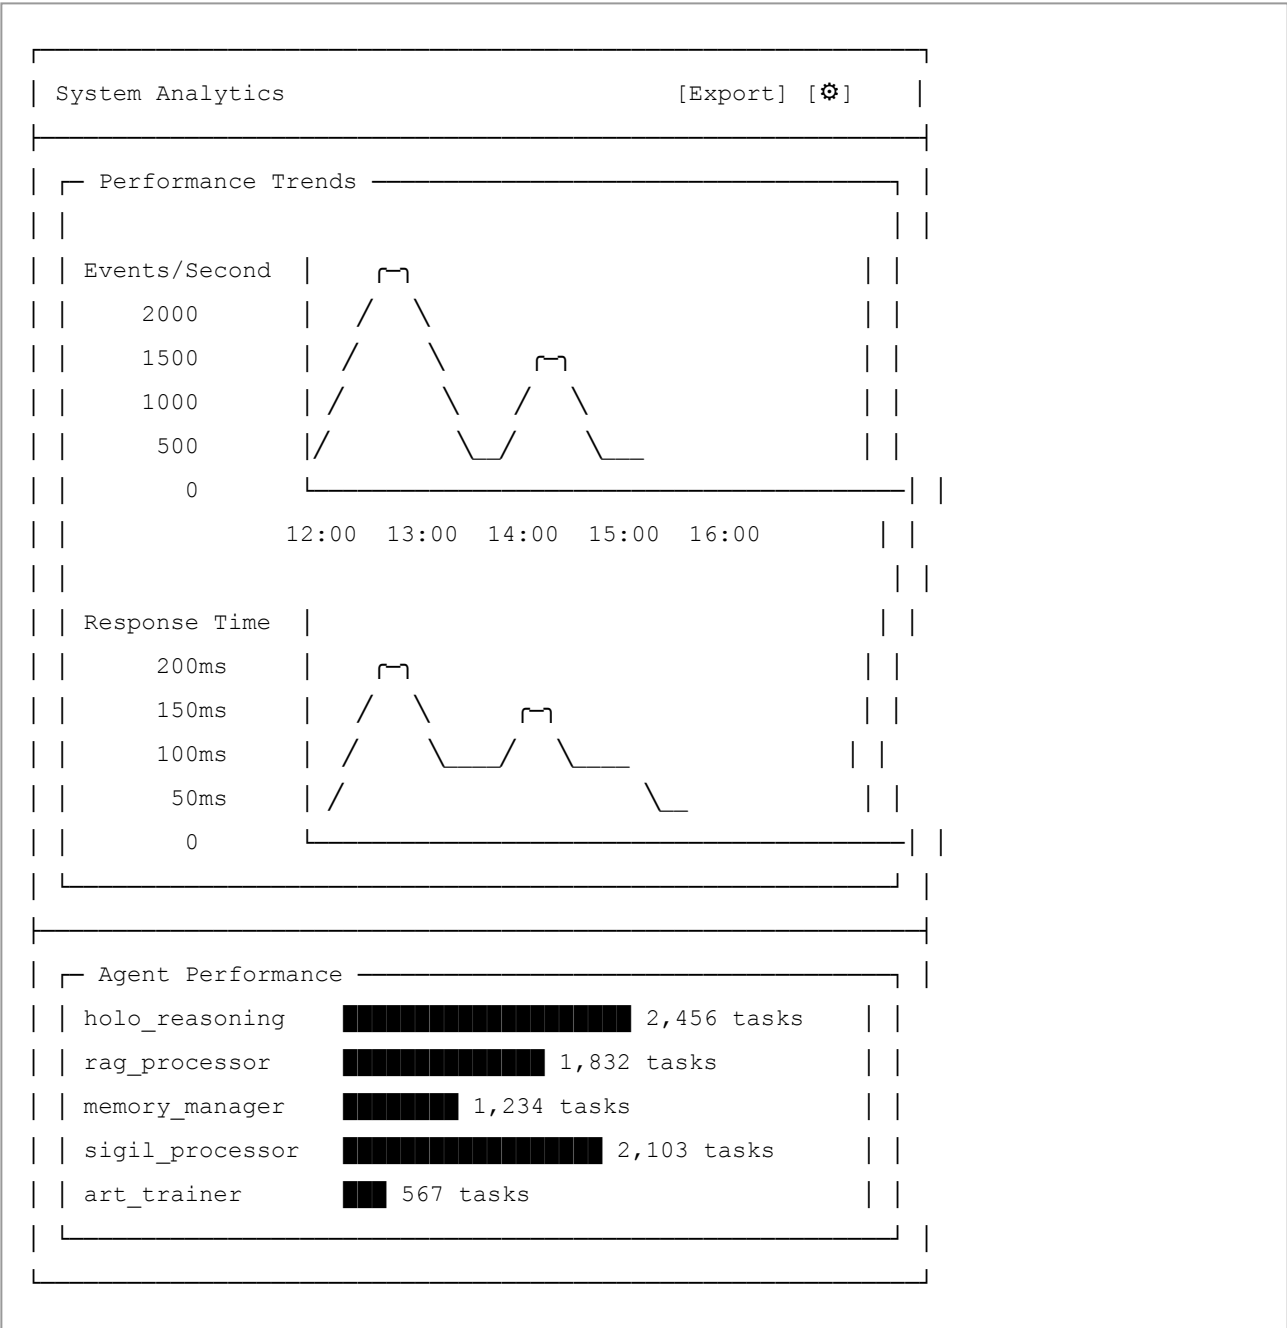 System Analytics [Export] [⚙]
Performance Trends
Events/Second
2000
1500
1000
500
0
12:00 13:00 14:00 15:00 16:00
Response Time
200ms
150ms
100ms
50ms
0
Agent Performance
holo_reasoning 2,456 tasks
rag_processor 1,832 tasks
memory_manager 1,234 tasks
sigil_processor 2,103 tasks
art_trainer 567 tasks